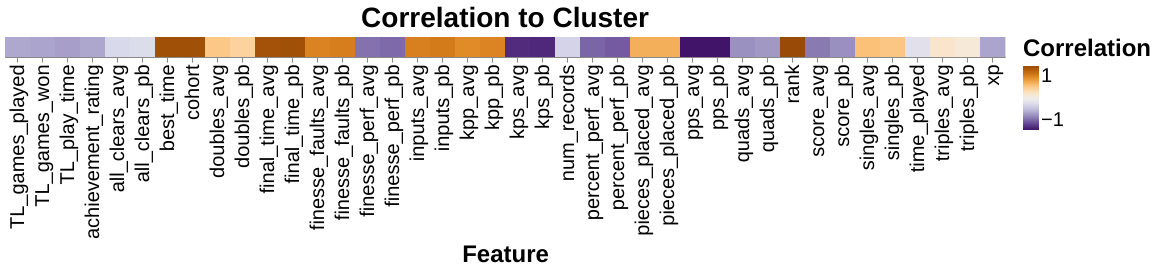 Correlation to Cluster
TL_games_played
TL_games_won
TL_play_time
achievement_rating
all_clears_avg
all_clears_pb
best_time
cohort
doubles_avg
doubles_pb
final_time_avg
final_time_pb
finesse_faults_avg
finesse_faults_pb
finesse_perf_avg
finesse_perf_pb
inputs_avg
inputs_pb
kpp_avg
kpp_pb
kps_avg
kps_pb
num_records
percent_perf_avg
percent_perf_pb
pieces_placed_avg
pieces_placed_pb
pps_avg
pps_pb
quads_avg
quads_pb
rank
score_avg
score_pb
singles_avg
singles_pb
time_played
triples_avg
triples_pb
xp
Feature
Correlation
1
−1